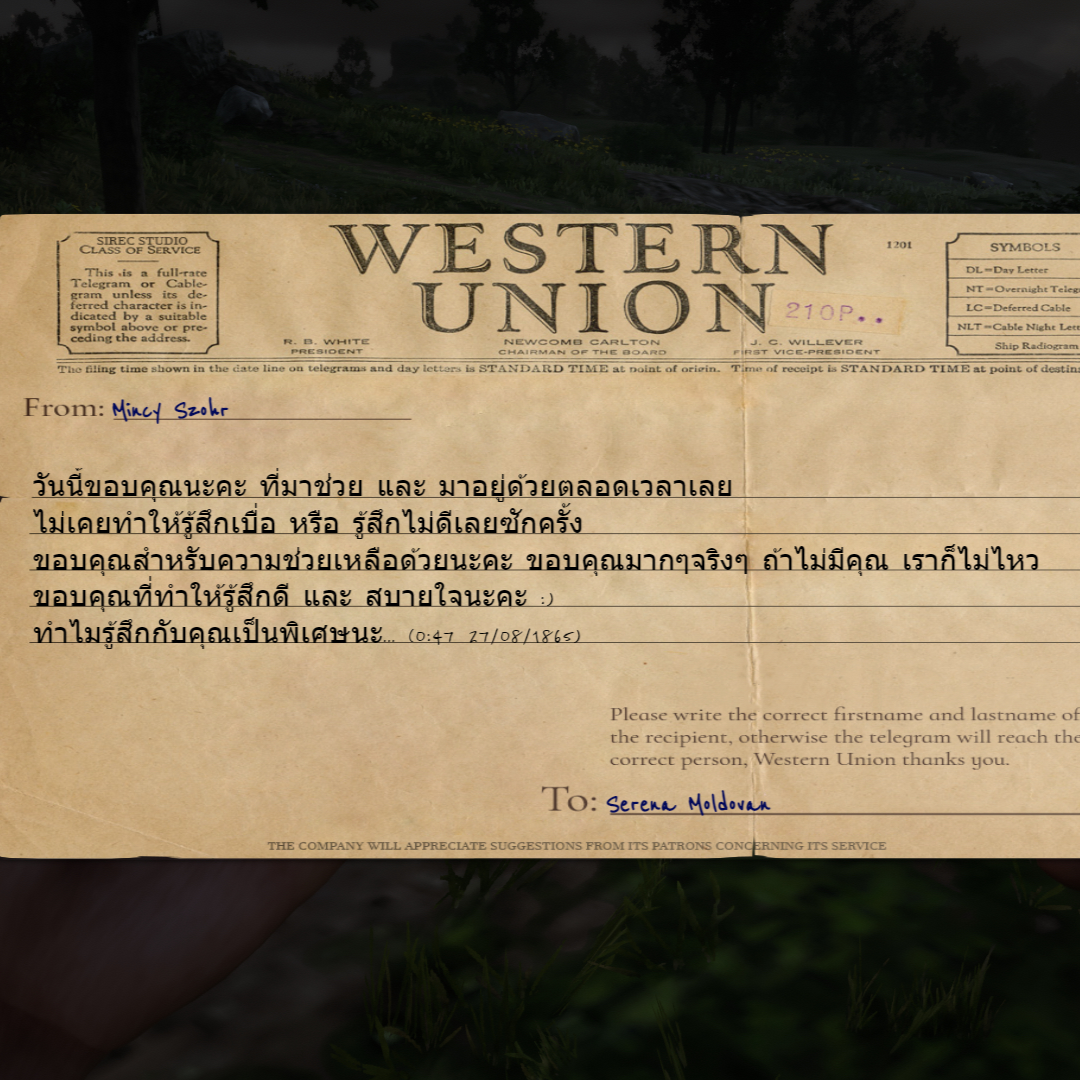 SIREC STUDIO
CLASS OF SERVICE
This is a full-rate
Telegram or Cable-
gram unless its de-
ferred character is in-
dicated by a suitable
symbol above or pre-
ceding the address.
WESTERN
UNION
1201
210P..
R. B. WHITE
PRESIDENT
NEWCOMB CARLTON
CHAIRMAN OF THE BOARD
J. C. WILLEVER
FIRST VICE-PRESIDENT
SYMBOLS
DL=Day Letter
NT=Overnight Teleg
LC=Deferred Cable
NLT=Cable Night Lett
Ship Radiogram
The filing time shown in the date line on telegrams and day letters is STANDARD TIME at point of origin. Time of receipt is STANDARD TIME at point of destin
From: Mincy Szohr
วันนี้ขอบคุณนะคะ ที่มาช่วย และ มาอยู่ด้วยตลอดเวลาเลย
ไม่เคยทำให้รู้สึกเบื่อ หรือ รู้สึกไม่ดีเลยซักครั้ง
ขอบคุณสำหรับความช่วยเหลือด้วยนะคะ ขอบคุณมากๆจริงๆ ถ้าไม่มีคุณ เราก็ไม่ไหว
ขอบคุณที่ทำให้รู้สึกดี และ สบายใจนะคะ :)
ทำไมรู้สึกกับคุณเป็นพิเศษนะ... (0:47 27/08/1865)
Please write the correct firstname and lastname of
the recipient, otherwise the telegram will reach the
correct person, Western Union thanks you.
To: Serena Moldovan
THE COMPANY WILL APPRECIATE SUGGESTIONS FROM ITS PATRONS CONCERNING ITS SERVICE